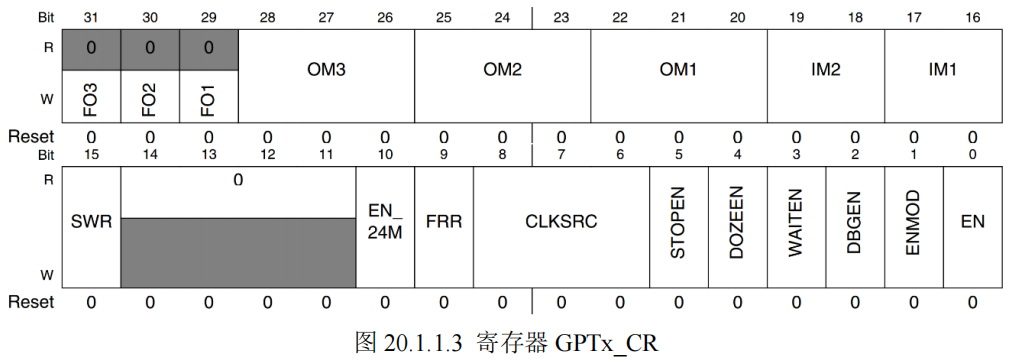 Bit 31 30 29 28 27 26 25 24 23 22 21 20 19 18 17 16
R 0 0 0 OM3 OM2 OM1 IM2 IM1
W FO3 FO2 FO1
Reset 0 0 0 0 0 0 0 0 0 0 0 0 0 0 0 0
Bit 15 14 13 12 11 10 9 8 7 6 5 4 3 2 1 0
R 0
SWR EN_24M FRR CLKSRC STOPEN DOZEEN WAITEN DBGEN ENMOD EN
W
Reset 0 0 0 0 0 0 0 0 0 0 0 0 0 0 0 0
图 20.1.1.3 寄存器 GPTx_CR